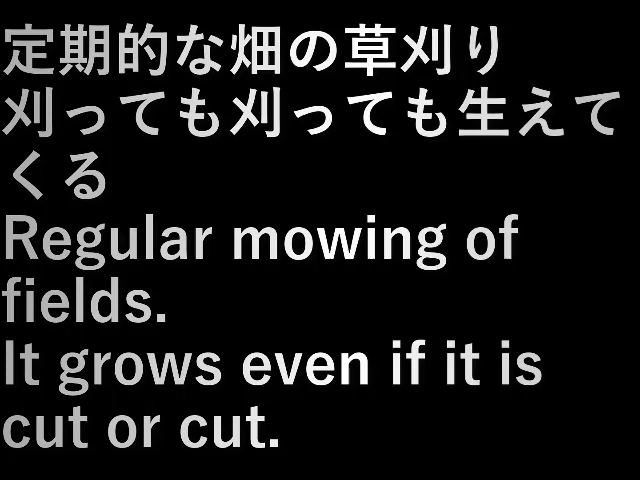 定期的な畑の草刈り
刈っても刈っても生えて
くる
Regular mowing of
fields.
It grows even if it is
cut or cut.